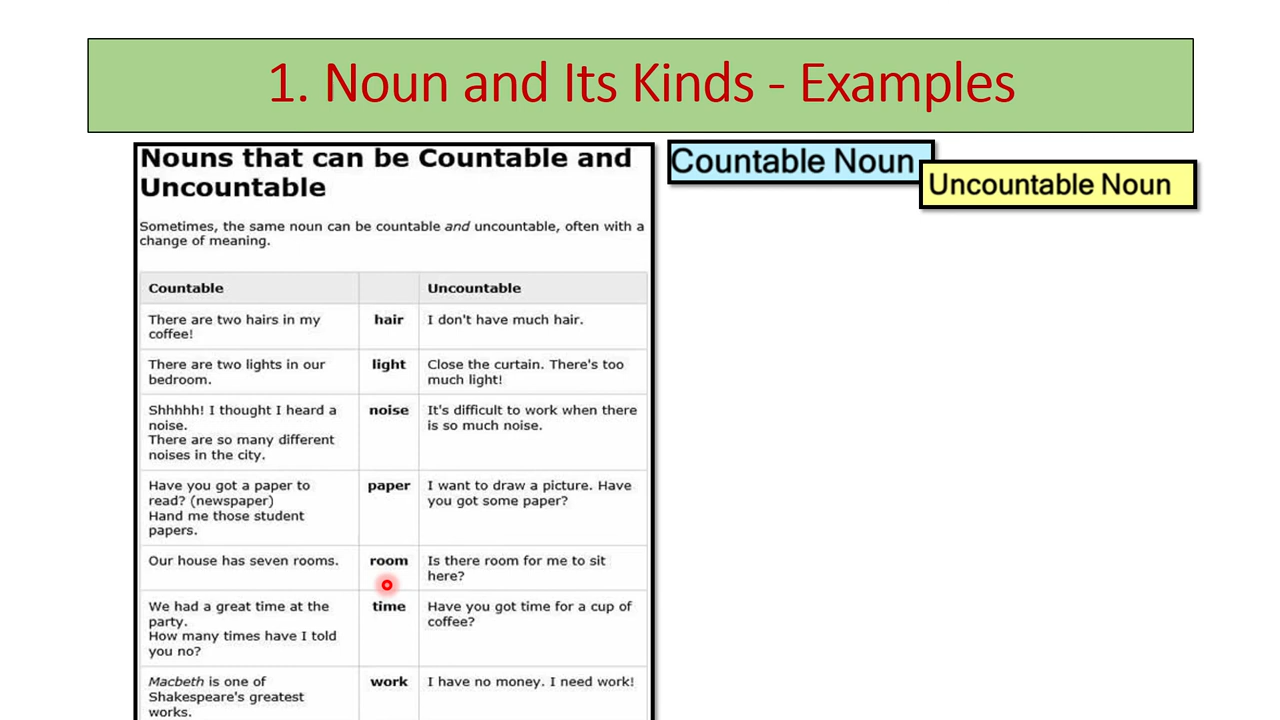 1. Noun and Its Kinds - Examples
Nouns that can be Countable and
Uncountable
Sometimes, the same noun can be countable and uncountable, often with a
change of meaning.
Countable
Uncountable
There are two hairs in my
coffee!
hair
I don't have much hair.
There are two lights in our
bedroom.
light
Close the curtain. There's too
much light!
Shhhhh! I thought I heard a
noise.
There are so many different
noises in the city.
noise
It's difficult to work when there
is so much noise.
Have you got a paper to
read? (newspaper)
Hand me those student
papers.
paper
I want to draw a picture. Have
you got some paper?
Our house has seven rooms.
room
Is there room for me to sit
here?
We had a great time at the
party.
How many times have I told
you no?
time
Have you got time for a cup of
coffee?
Macbeth is one of
Shakespeare's greatest
works.
work
I have no money. I need work!
Countable Noun
Uncountable Noun